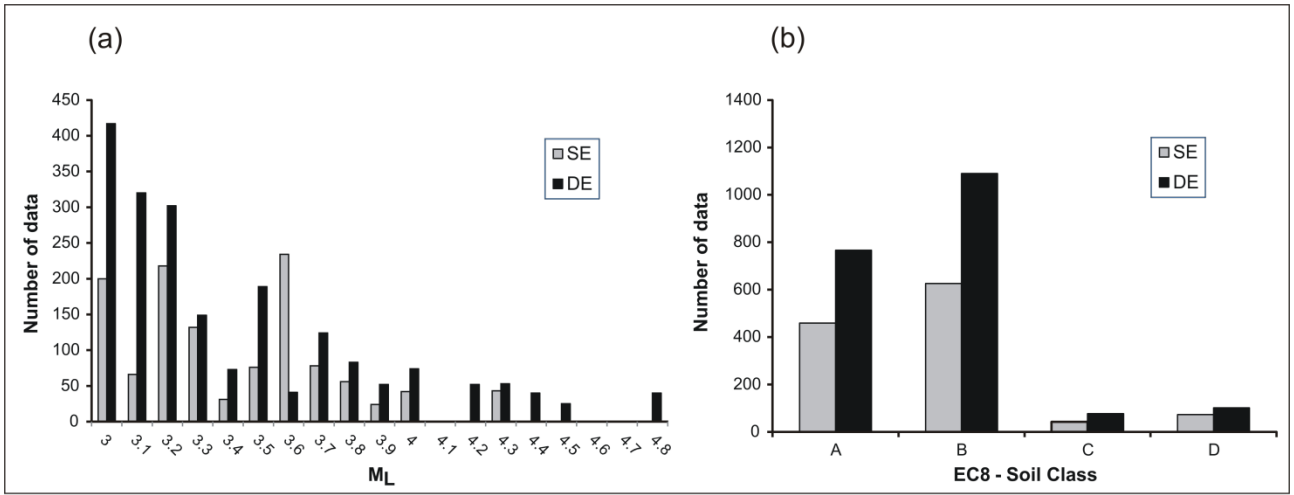 (a)
Number of data
450
400
350
300
250
200
150
100
50
0
SE
DE
3 3.1 3.2 3.3 3.4 3.5 3.6 3.7 3.8 3.9 4 4.1 4.2 4.3 4.4 4.5 4.6 4.7 4.8
ML
(b)
Number of data
1400
1200
1000
800
600
400
200
0
SE
DE
A B C D
EC8 - Soil Class